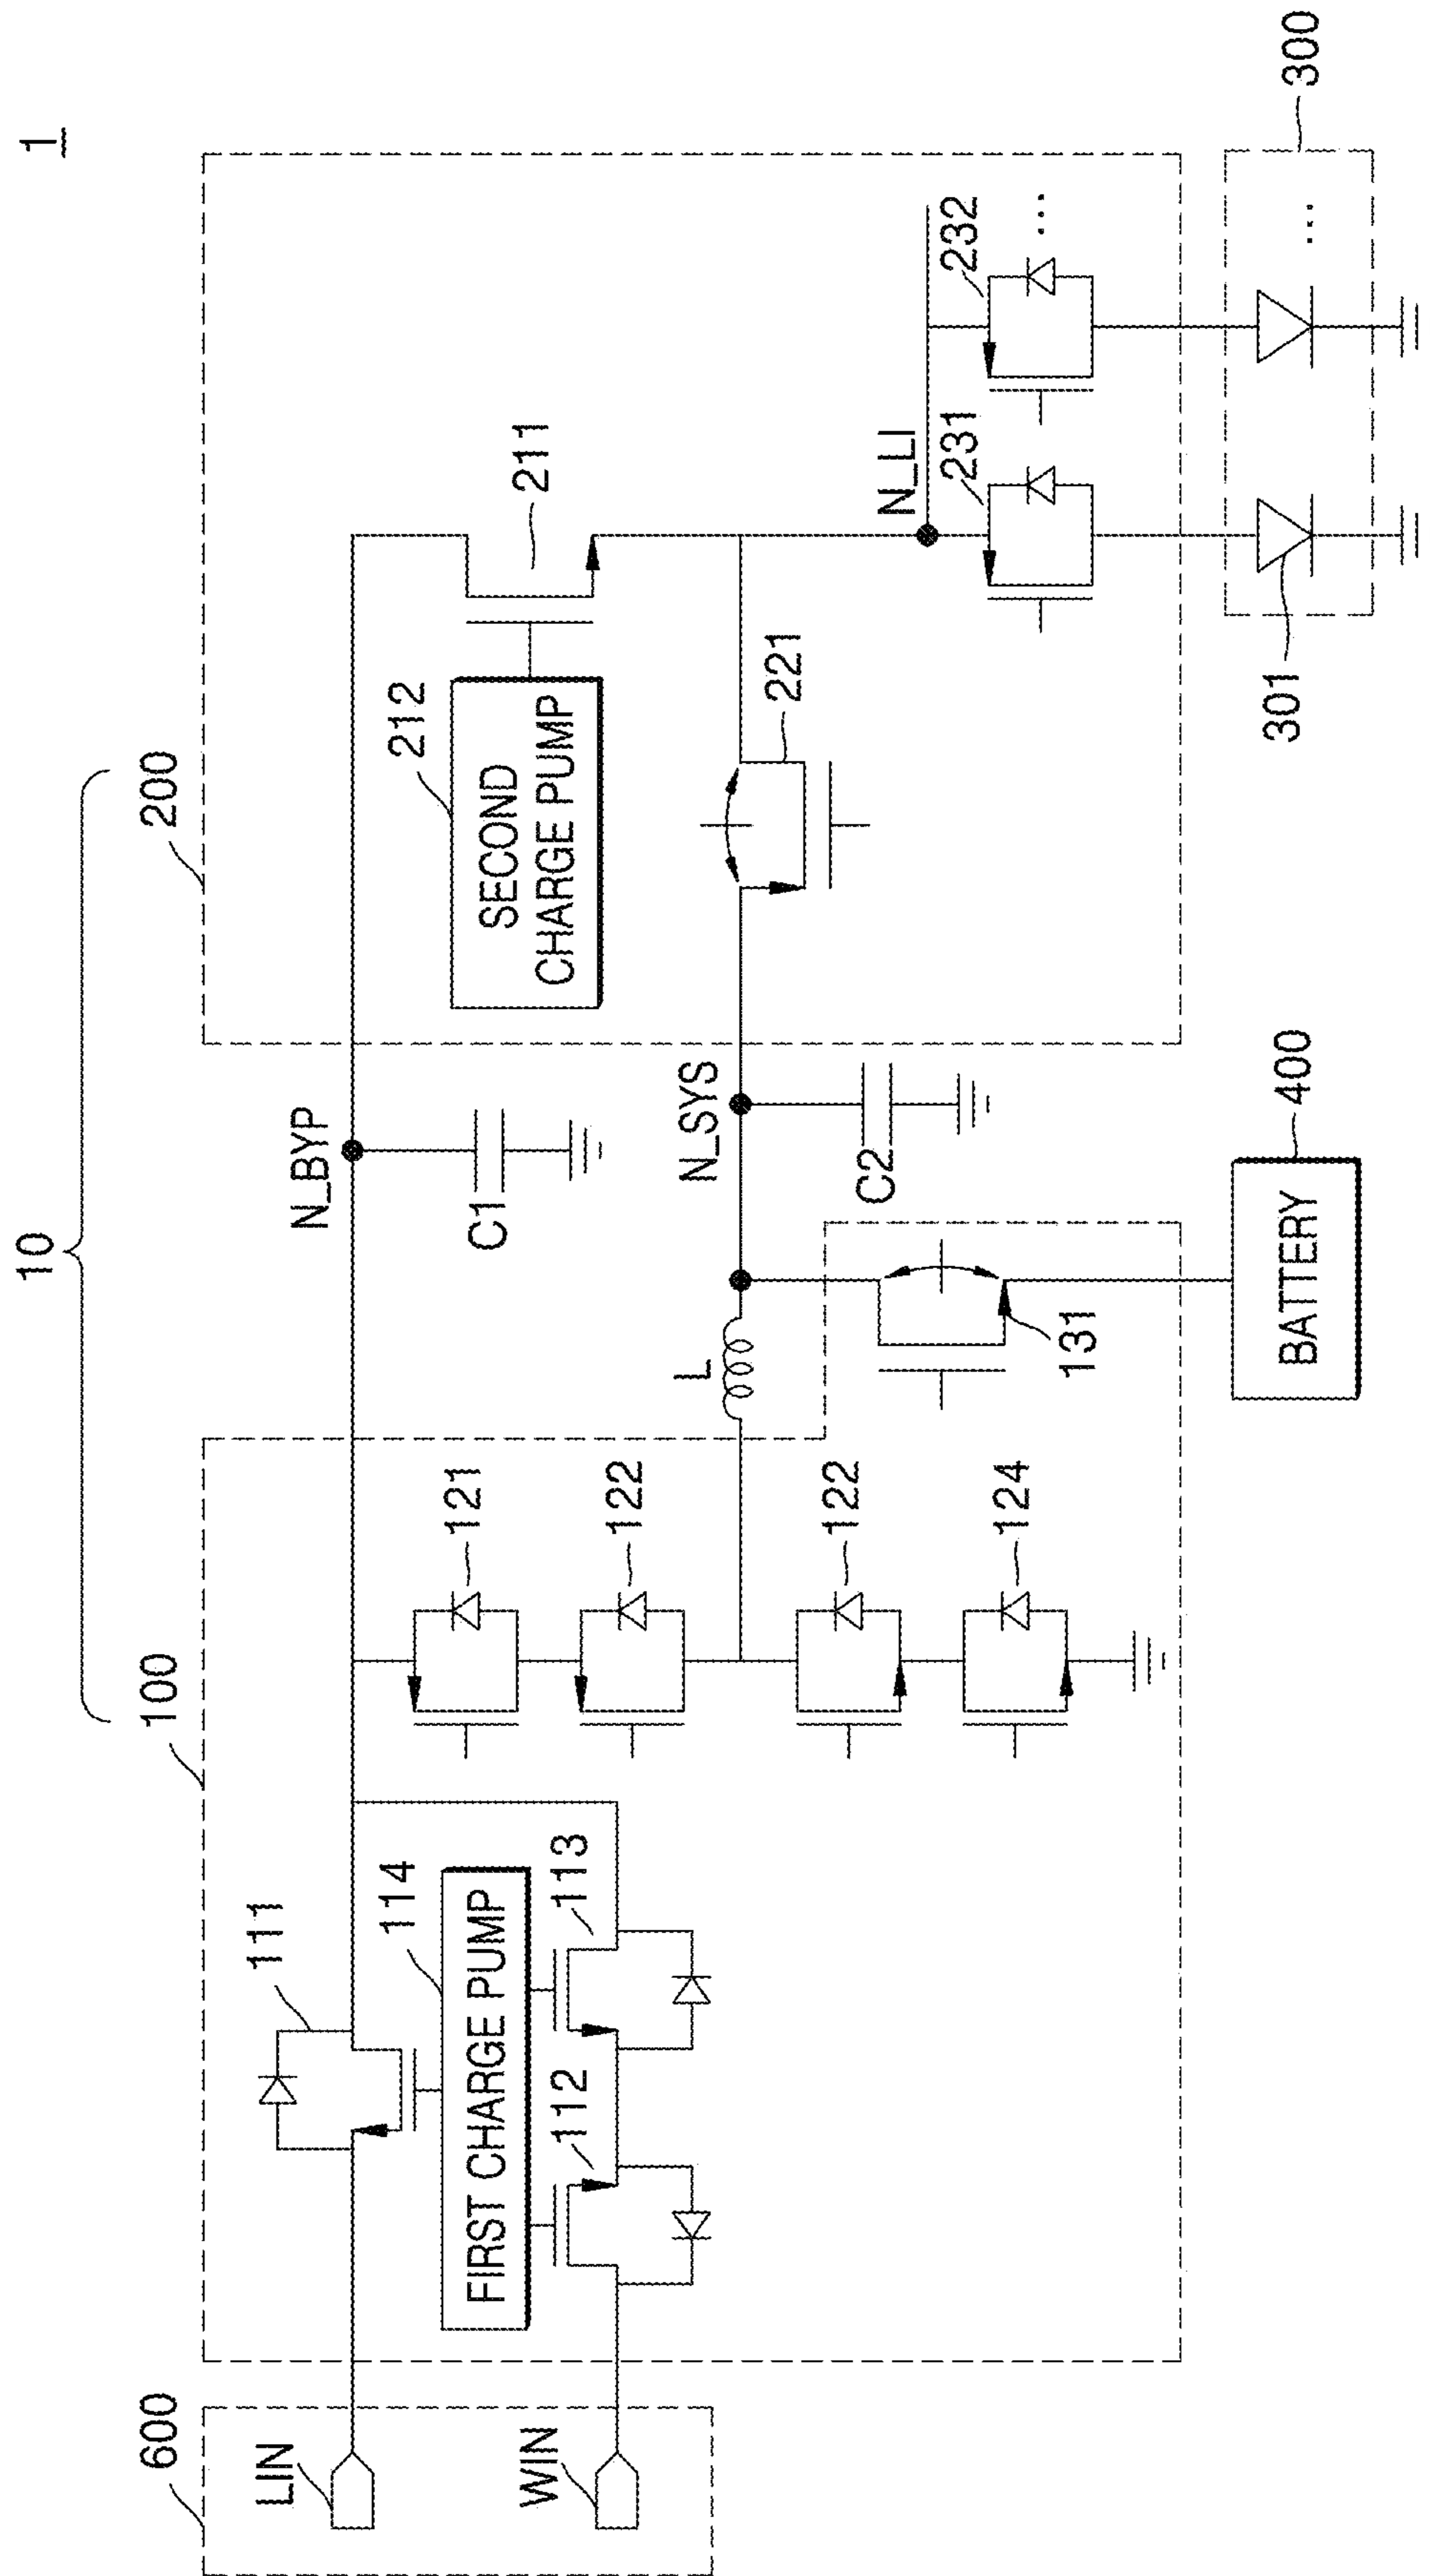 1
10
600
100
200
LIN
WIN
111
114
FIRST CHARGE PUMP
112
113
121
122
122
124
N_BYP
C1
L
N_SYS
C2
131
400
BATTERY
212
SECOND
CHARGE PUMP
211
221
N_LI
231
232
...
300
301
...